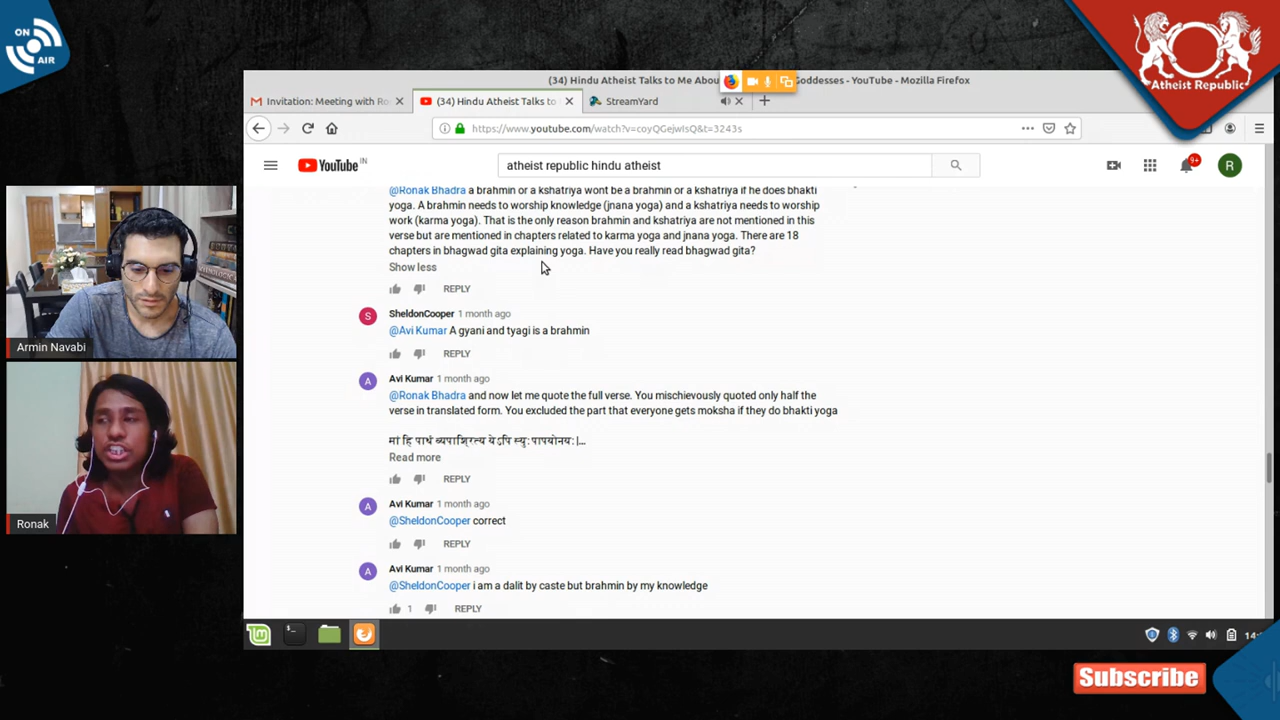 ON
AIR
Atheist Republic
(34) Hindu Atheist Talks to Me Abou
Goddesses - YouTube - Mozilla Firefox
Invitation: Meeting with Ro
(34) Hindu Atheist Talks to
StreamYard
https://www.youtube.com/watch?v=coyQGejwIsQ&t=3243s
YouTube IN
atheist republic hindu atheist
9+
R
@Ronak Bhadra a brahmin or a kshatriya wont be a brahmin or a kshatriya if he does bhakti
yoga. A brahmin needs to worship knowledge (jnana yoga) and a kshatriya needs to worship
work (karma yoga). That is the only reason brahmin and kshatriya are not mentioned in this
verse but are mentioned in chapters related to karma yoga and jnana yoga. There are 18
chapters in bhagwad gita explaining yoga. Have you really read bhagwad gita?
Show less
REPLY
S
SheldonCooper 1 month ago
@Avi Kumar A gyani and tyagi is a brahmin
REPLY
A
Avi Kumar 1 month ago
@Ronak Bhadra and now let me quote the full verse. You mischievously quoted only half the
verse in translated form. You excluded the part that everyone gets moksha if they do bhakti yoga
मां हि पार्थ व्यपाश्रित्य येऽपि स्युः पापयोनयः |...
Read more
REPLY
A
Avi Kumar 1 month ago
@SheldonCooper correct
REPLY
A
Avi Kumar 1 month ago
@SheldonCooper i am a dalit by caste but brahmin by my knowledge
1 REPLY
Armin Navabi
Ronak
14:
Subscribe